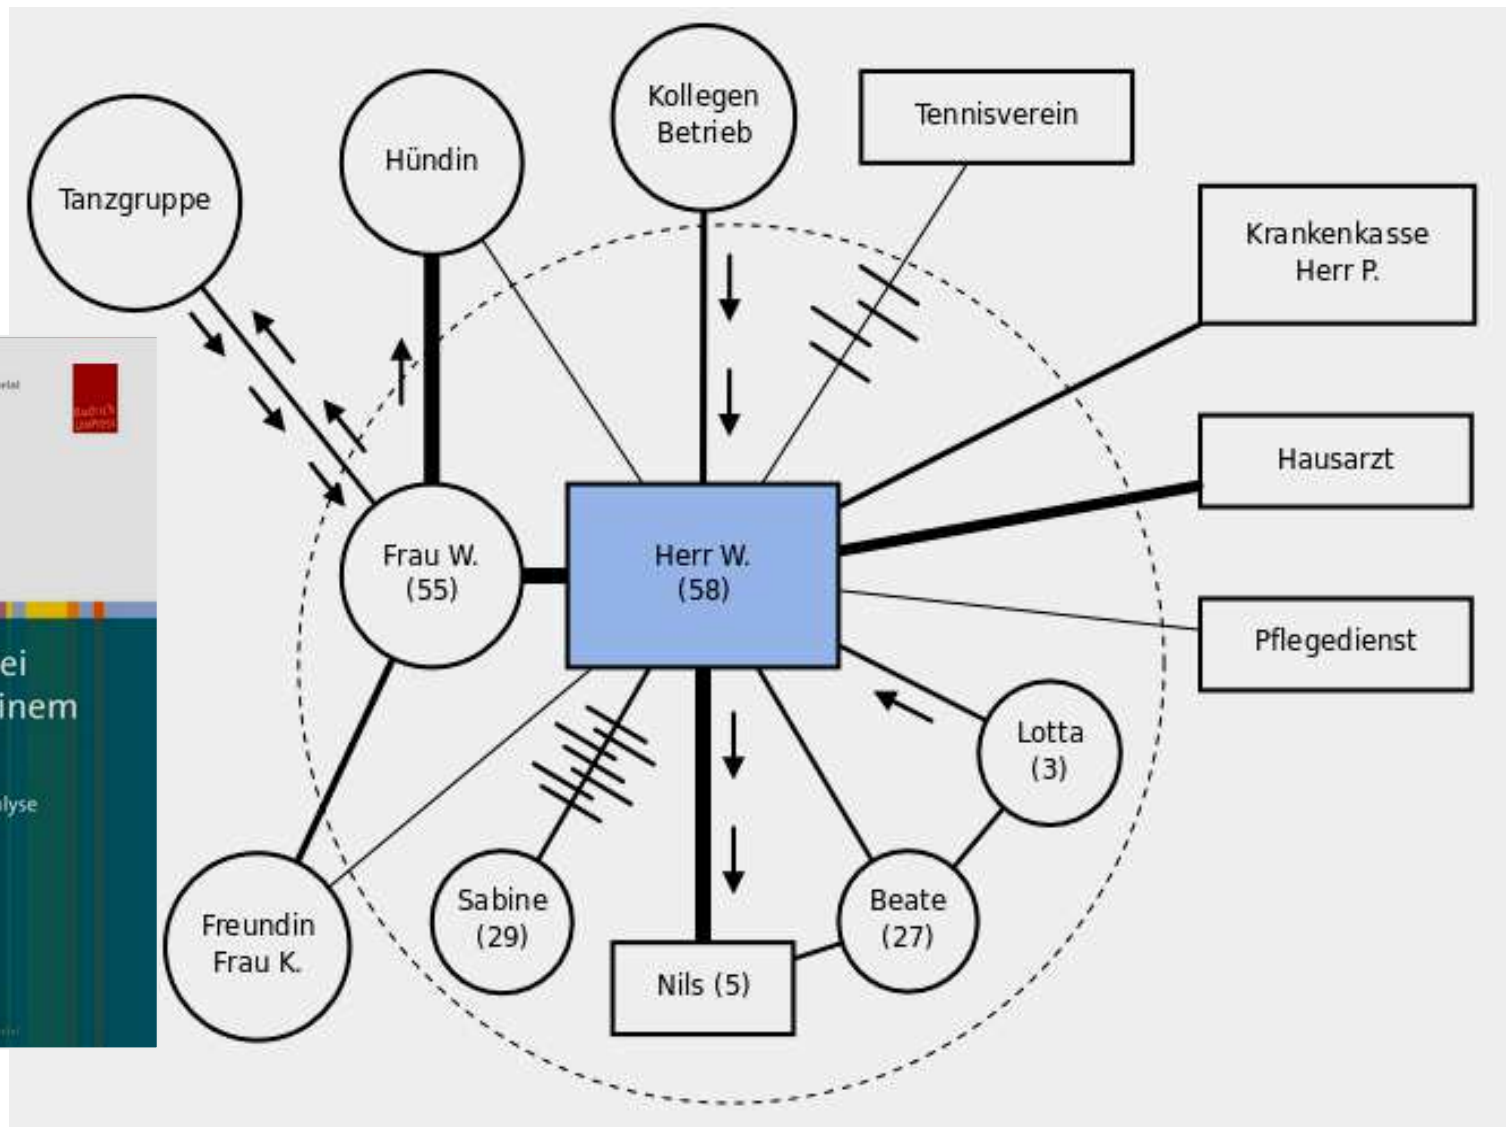 Kollegen
Betrieb
Tennisverein
Hündin
Tanzgruppe
Krankenkasse
Herr P.
Hausarzt
Frau W.
(55)
Herr W.
(58)
Pflegedienst
Lotta
(3)
Sabine
(29)
Beate
(27)
Freundin
Frau K.
Nils (5)
ei
inem
lyse